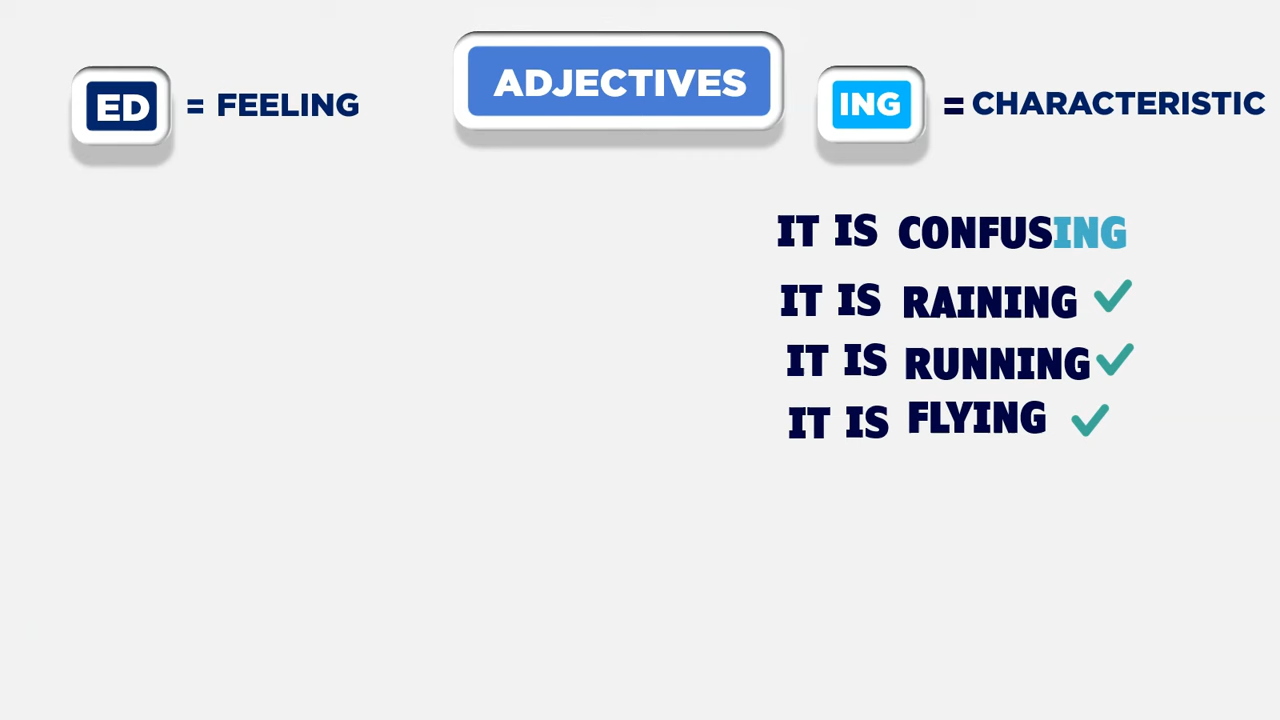 ADJECTIVES
ED = FEELING
ING = CHARACTERISTIC
IT IS CONFUSING
IT IS RAINING
IT IS RUNNING
IT IS FLYING